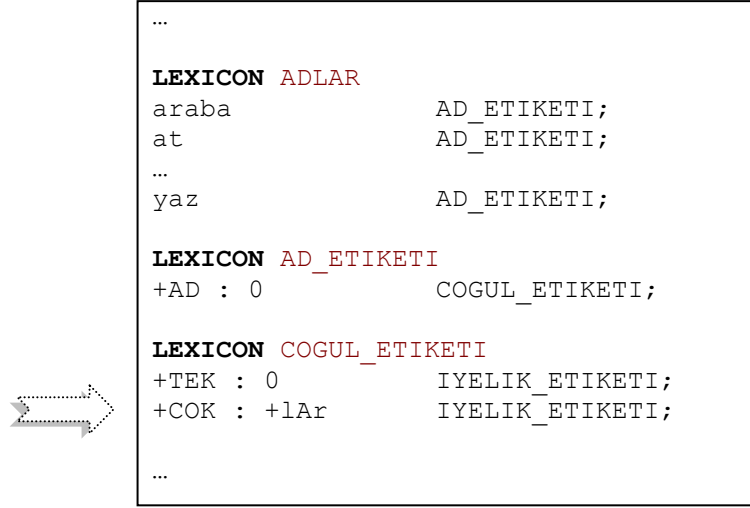 …
LEXICON ADLAR
araba AD_ETIKETI;
at AD_ETIKETI;
…
yaz AD_ETIKETI;
LEXICON AD_ETIKETI
+AD : 0 COGUL_ETIKETI;
LEXICON COGUL_ETIKETI
+TEK : 0 IYELIK_ETIKETI;
+COK : +lAr IYELIK_ETIKETI;
…